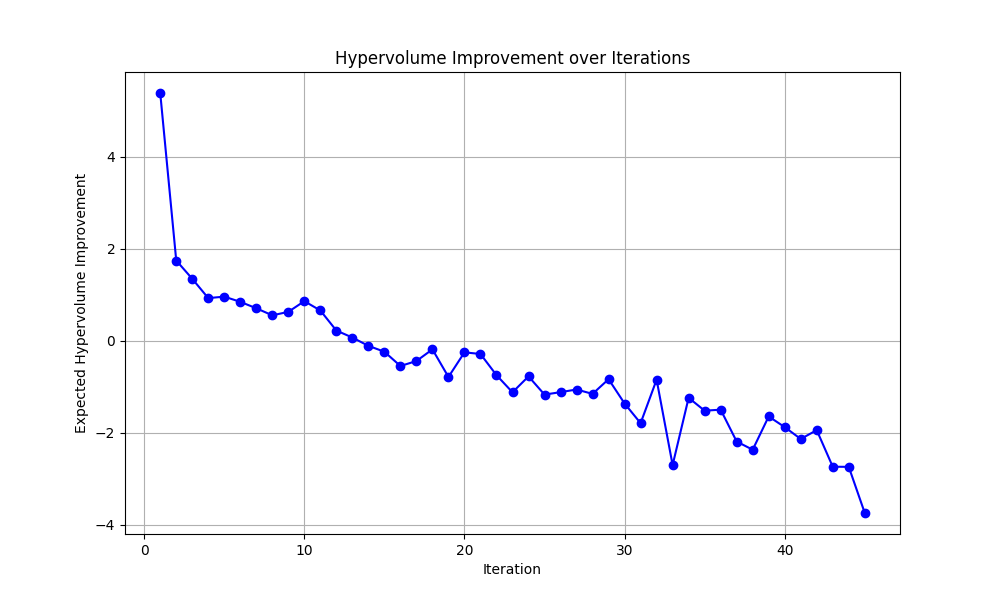 Hypervolume Improvement over Iterations
Expected Hypervolume Improvement
4
2
0
−2
−4
0 10 20 30 40
Iteration